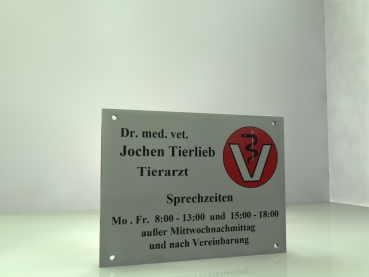 Dr. med. vet.
Jochen Tierlieb
Tierarzt
V
Sprechzeiten
Mo . Fr. 8:00 - 13:00 und 15:00 - 18:00
außer Mittwochnachmittag
und nach Vereinbarung